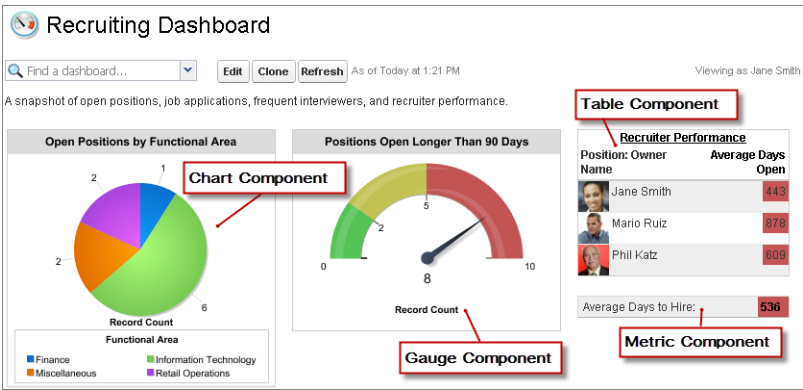 Recruiting Dashboard
Find a dashboard...
Edit Clone Refresh As of Today at 1:21 PM
Viewing as Jane Smith
A snapshot of open positions, job applications, frequent interviewers, and recruiter performance.
Open Positions by Functional Area
1
2
2
6
Record Count
Functional Area
Finance
Information Technology
Miscellaneous
Retail Operations
Chart Component
Positions Open Longer Than 90 Days
0
2
5
10
8
Record Count
Gauge Component
Table Component
Recruiter Performance
Position: Owner Average Days
Name Open
Jane Smith 443
Mario Ruiz 878
Phil Katz 609
Average Days to Hire: 536
Metric Component